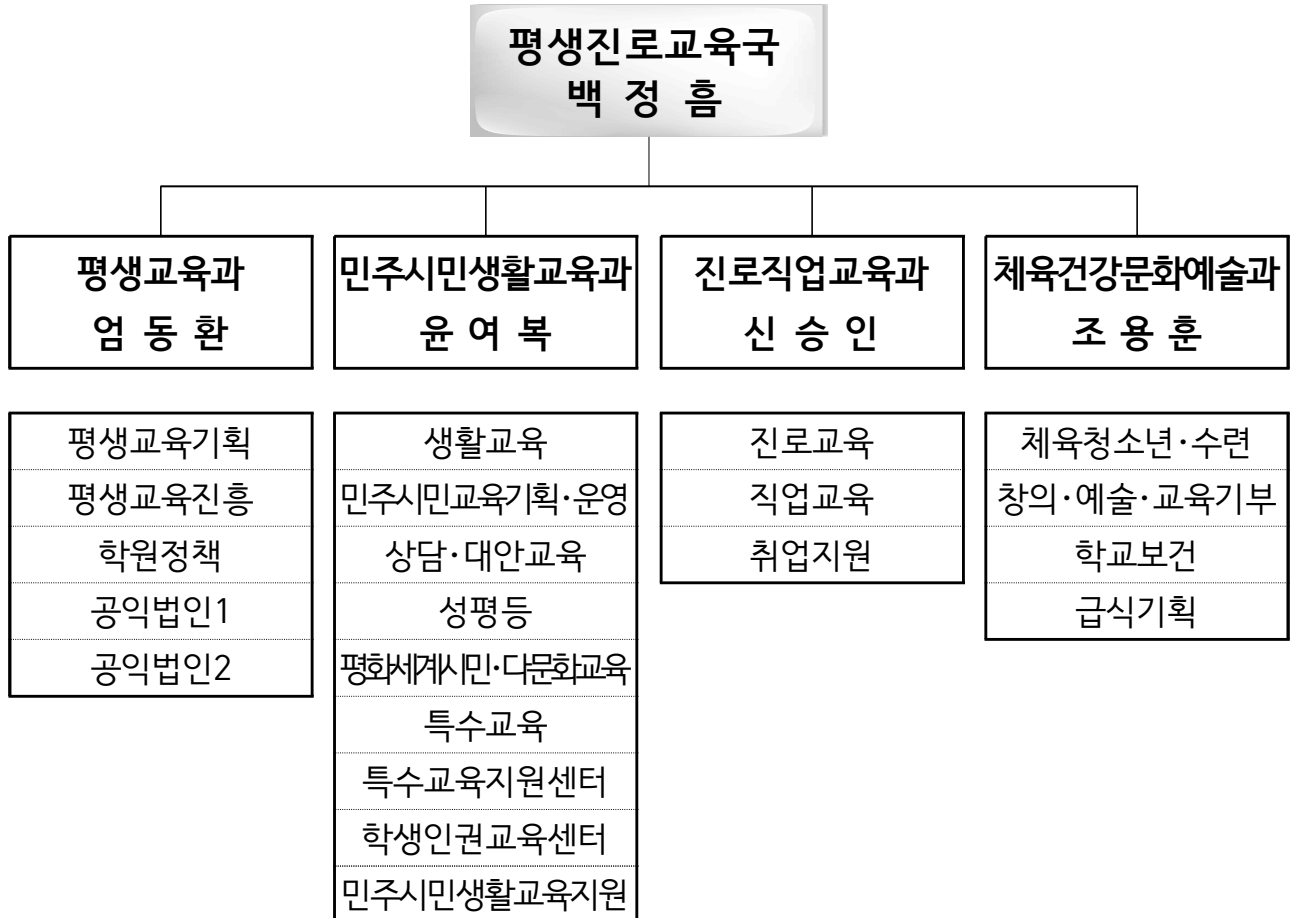 평생진로교육국
백 정 흠
평생교육과
엄 동 환
민주시민생활교육과
윤 여 복
진로직업교육과
신 승 인
체육건강문화예술과
조 용 훈
평생교육기획
평생교육진흥
학원정책
공익법인1
공익법인2
생활교육
민주시민교육기획·운영
상담·대안교육
성평등
평화세계시민·다문화교육
특수교육
특수교육지원센터
학생인권교육센터
민주시민생활교육지원
진로교육
직업교육
취업지원
체육청소년·수련
창의·예술·교육기부
학교보건
급식기획